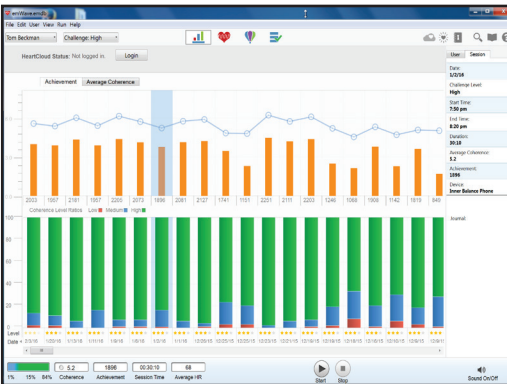 emWave.emdb
File Edit User View Run Help
Tom Beckman Challenge: High
HeartCloud Status: Not logged in. Login
User Session
Achievement Average Coherence
Date:
1/2/16
Challenge Level:
High
Start Time:
7:50 pm
End Time:
8:20 pm
Duration:
30:10
Average Coherence:
5.2
Achievement:
1896
Device:
Inner Balance Phone
Journal
2003 1957 2181 1957 2205 2073 1896 2081 2127 1741 1151 2251 2111 2203 1246 1068 1908 1142 1819 849
Coherence Level Ratios Low Medium High
100
80
60
40
20
0
Level
Date
1% 15% 84% 5.2 1896 00:30:10 68
Coherence Achievement Session Time Average HR
Start Stop
Sound On/Off